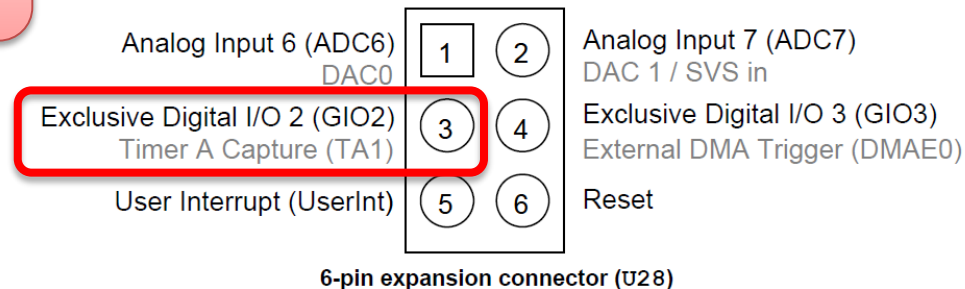 Analog Input 6 (ADC6)
DAC0
1
2
Analog Input 7 (ADC7)
DAC 1 / SVS in
Exclusive Digital I/O 2 (GIO2)
Timer A Capture (TA1)
3
4
Exclusive Digital I/O 3 (GIO3)
External DMA Trigger (DMAE0)
User Interrupt (UserInt)
5
6
Reset
6-pin expansion connector (U28)